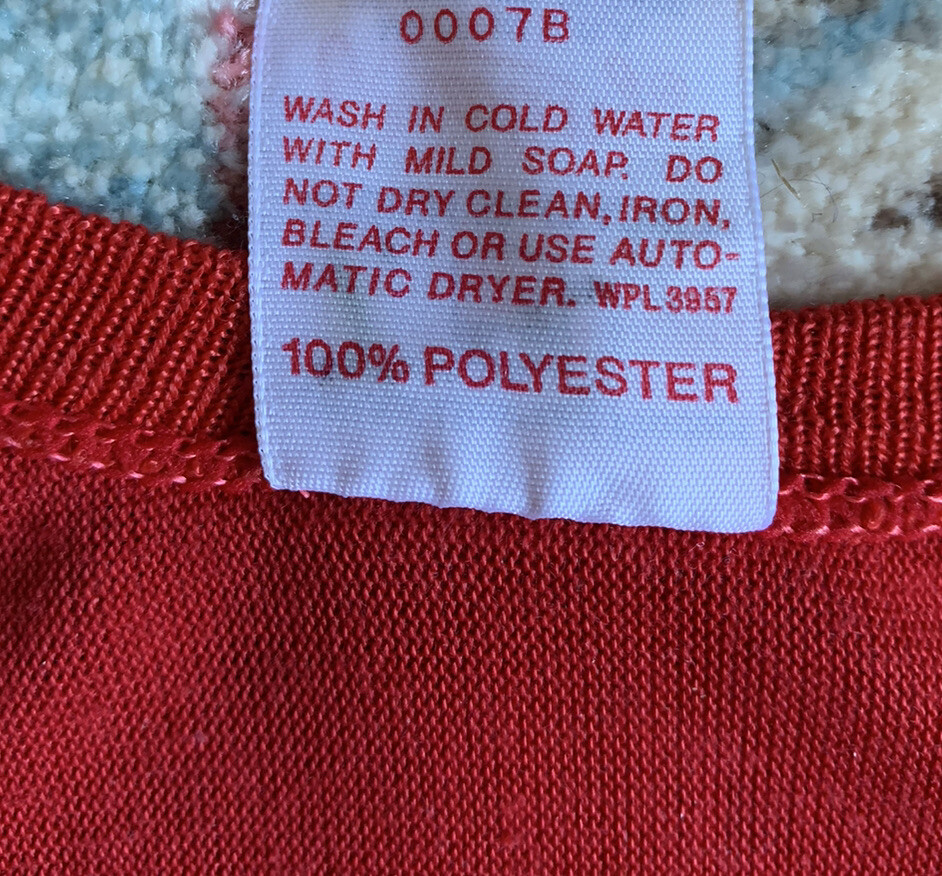 0007B
WASH IN COLD WATER
WITH MILD SOAP. DO
NOT DRY CLEAN, IRON,
BLEACH OR USE AUTO-
MATIC DRYER. WPL 3957
100% POLYESTER